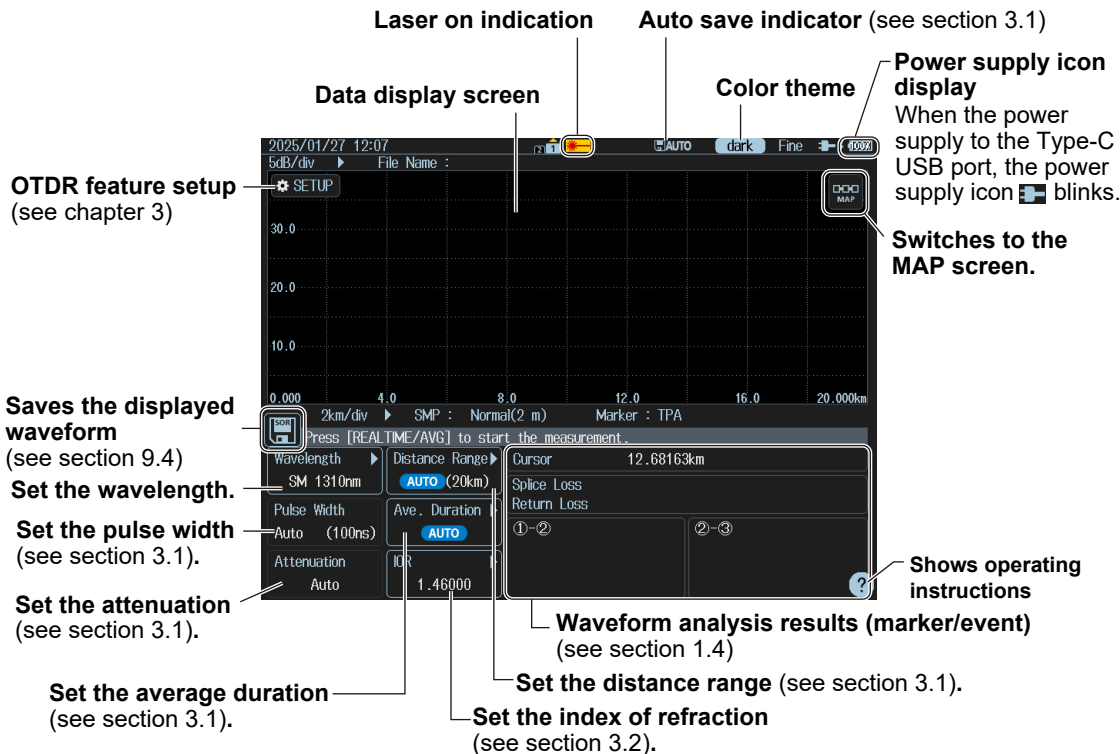 Laser on indication
Auto save indicator (see section 3.1)
Power supply icon
display
When the power
supply to the Type-C
USB port, the power
supply icon blinks.
Data display screen
Color theme
2025/01/27 12:07
2 1
AUTO
dark
Fine
100%
5dB/div
File Name :
OTDR feature setup
(see chapter 3)
SETUP
MAP
Switches to the
MAP screen.
30.0
20.0
10.0
0.000 4.0 8.0 12.0 16.0 20.000km
2km/div SMP : Normal(2 m) Marker : TPA
Saves the displayed
waveform
(see section 9.4)
SOR
Press [REALTIME/AVG] to start the measurement.
Wavelength
SM 1310nm
Distance Range
AUTO (20km)
Cursor 12.68163km
Set the wavelength.
Splice Loss
Return Loss
Pulse Width
Auto (100ns)
Ave. Duration
AUTO
①-②
②-③
Set the pulse width
(see section 3.1).
Attenuation
Auto
IOR
1.46000
?
Shows operating
instructions
Set the attenuation
(see section 3.1).
Waveform analysis results (marker/event)
(see section 1.4)
Set the average duration
(see section 3.1).
Set the distance range (see section 3.1).
Set the index of refraction
(see section 3.2).